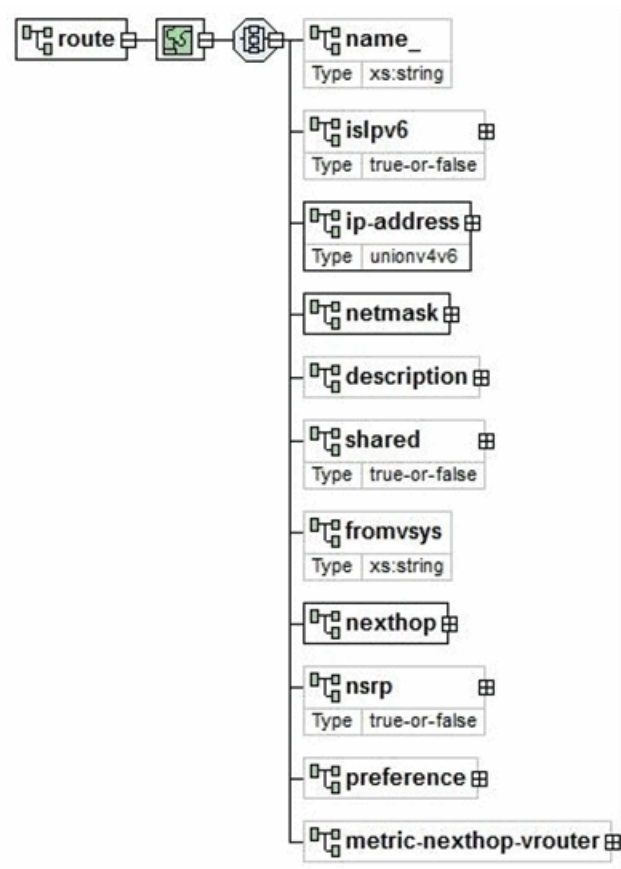 route
name_
Type xs:string
isIpv6
Type true-or-false
ip-address
Type unionv4v6
netmask
description
shared
Type true-or-false
fromvsys
Type xs:string
nexthop
nsrp
Type true-or-false
preference
metric-nexthop-vrouter